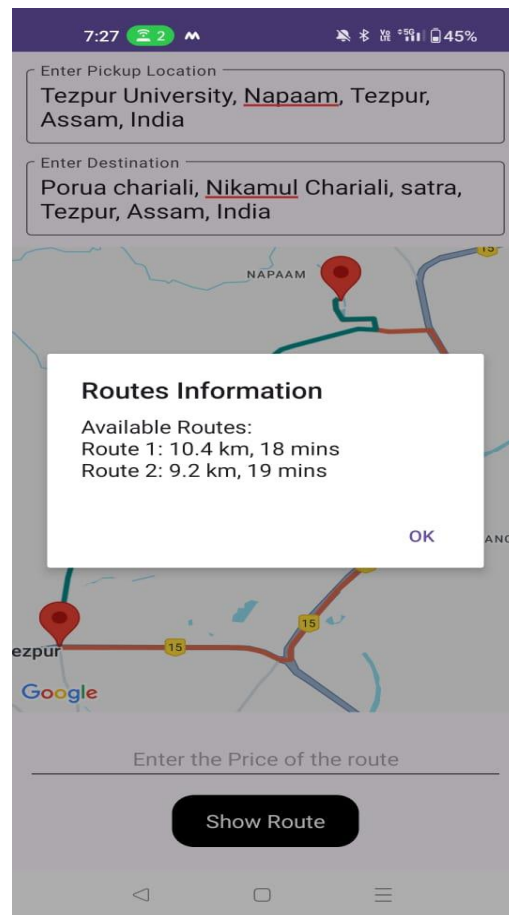 7:27 2 45%
Enter Pickup Location
Tezpur University, Napaam, Tezpur,
Assam, India
Enter Destination
Porua chariali, Nikamul Chariali, satra,
Tezpur, Assam, India
15
NAPAAM
Routes Information
Available Routes:
Route 1: 10.4 km, 18 mins
Route 2: 9.2 km, 19 mins
OK
ANG
15
15
ezpur
Google
Enter the Price of the route
Show Route